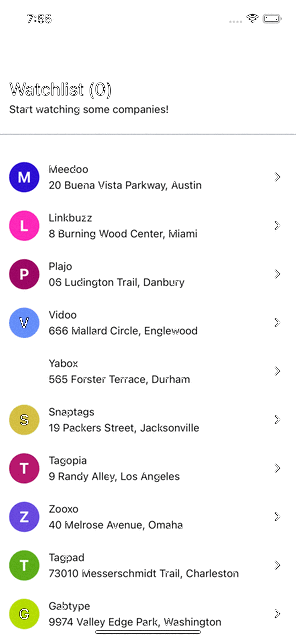 7:56
Watchlist (0)
Start watching some companies!
M
Meedoo
20 Buena Vista Parkway, Austin
L
Linkbuzz
8 Burning Wood Center, Miami
P
Plajo
06 Ludington Trail, Danbury
V
Vidoo
666 Mallard Circle, Englewood
Yabox
565 Forster Terrace, Durham
S
Snaptags
19 Packers Street, Jacksonville
T
Tagopia
9 Randy Alley, Los Angeles
Z
Zooxo
40 Melrose Avenue, Omaha
T
Tagpad
73010 Messerschmidt Trail, Charleston
G
Gabtype
9974 Valley Edge Park, Washington